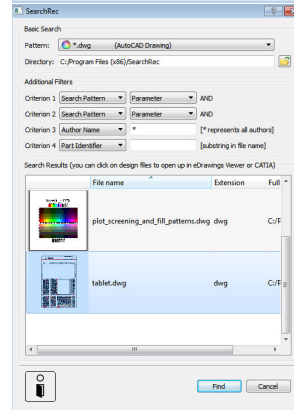 SearchRec
Basic Search
Pattern: *.dwg (AutoCAD Drawing)
Directory: C:/Program Files (x86)/SearchRec
Additional Filters
Criterion 1 Search Pattern Parameter AND
Criterion 2 Search Pattern Parameter AND
Criterion 3 Author Name * [* represents all authors]
Criterion 4 Part Identifier [substring in file name]
Search Results (you can click on design files to open up in eDrawings Viewer or CATIA)
File name Extension Full
plot_screening_and_fill_patterns.dwg dwg C:/F
tablet.dwg dwg C:/F
Find Cancel